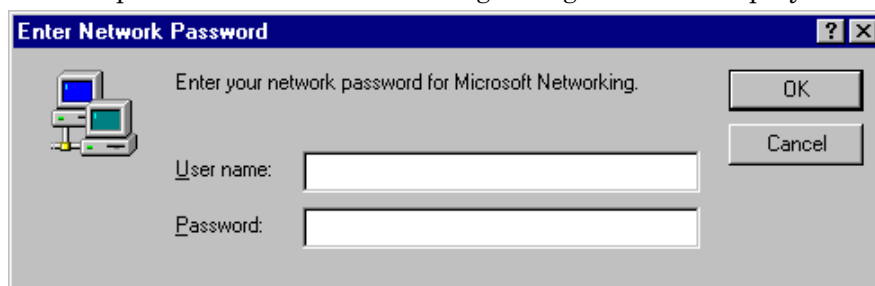 Enter Network Password
Enter your network password for Microsoft Networking.
OK
Cancel
User name:
Password: